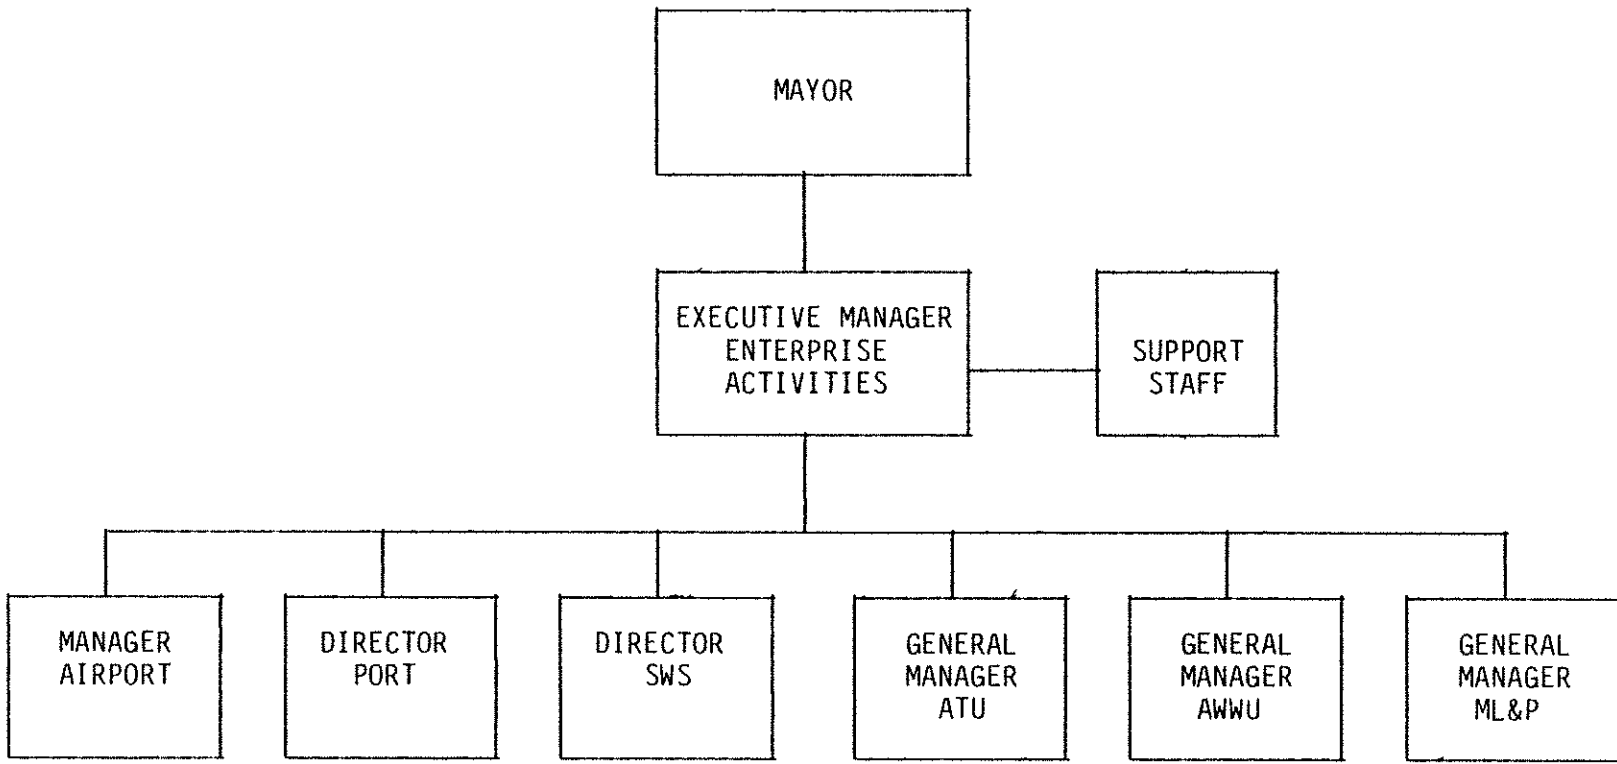 MAYOR
EXECUTIVE MANAGER
ENTERPRISE
ACTIVITIES
SUPPORT
STAFF
MANAGER
AIRPORT
DIRECTOR
PORT
DIRECTOR
SWS
GENERAL
MANAGER
ATU
GENERAL
MANAGER
AWWU
GENERAL
MANAGER
ML&P